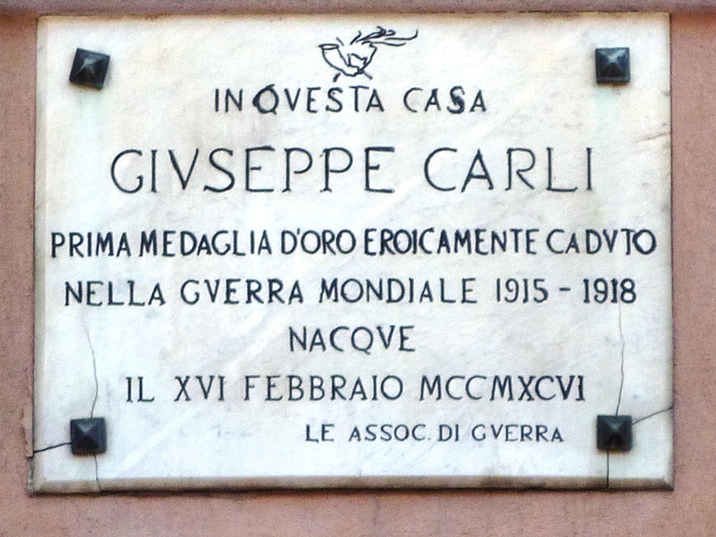 IN QVESTA CASA
GIVSEPPE CARLI
PRIMA MEDAGLIA D'ORO EROICAMENTE CADVTO
NELLA GVERRA MONDIALE 1915 - 1918
NACQVE
IL XVI FEBBRAIO MCCMXCVI
LE ASSOC. DI GVERRA